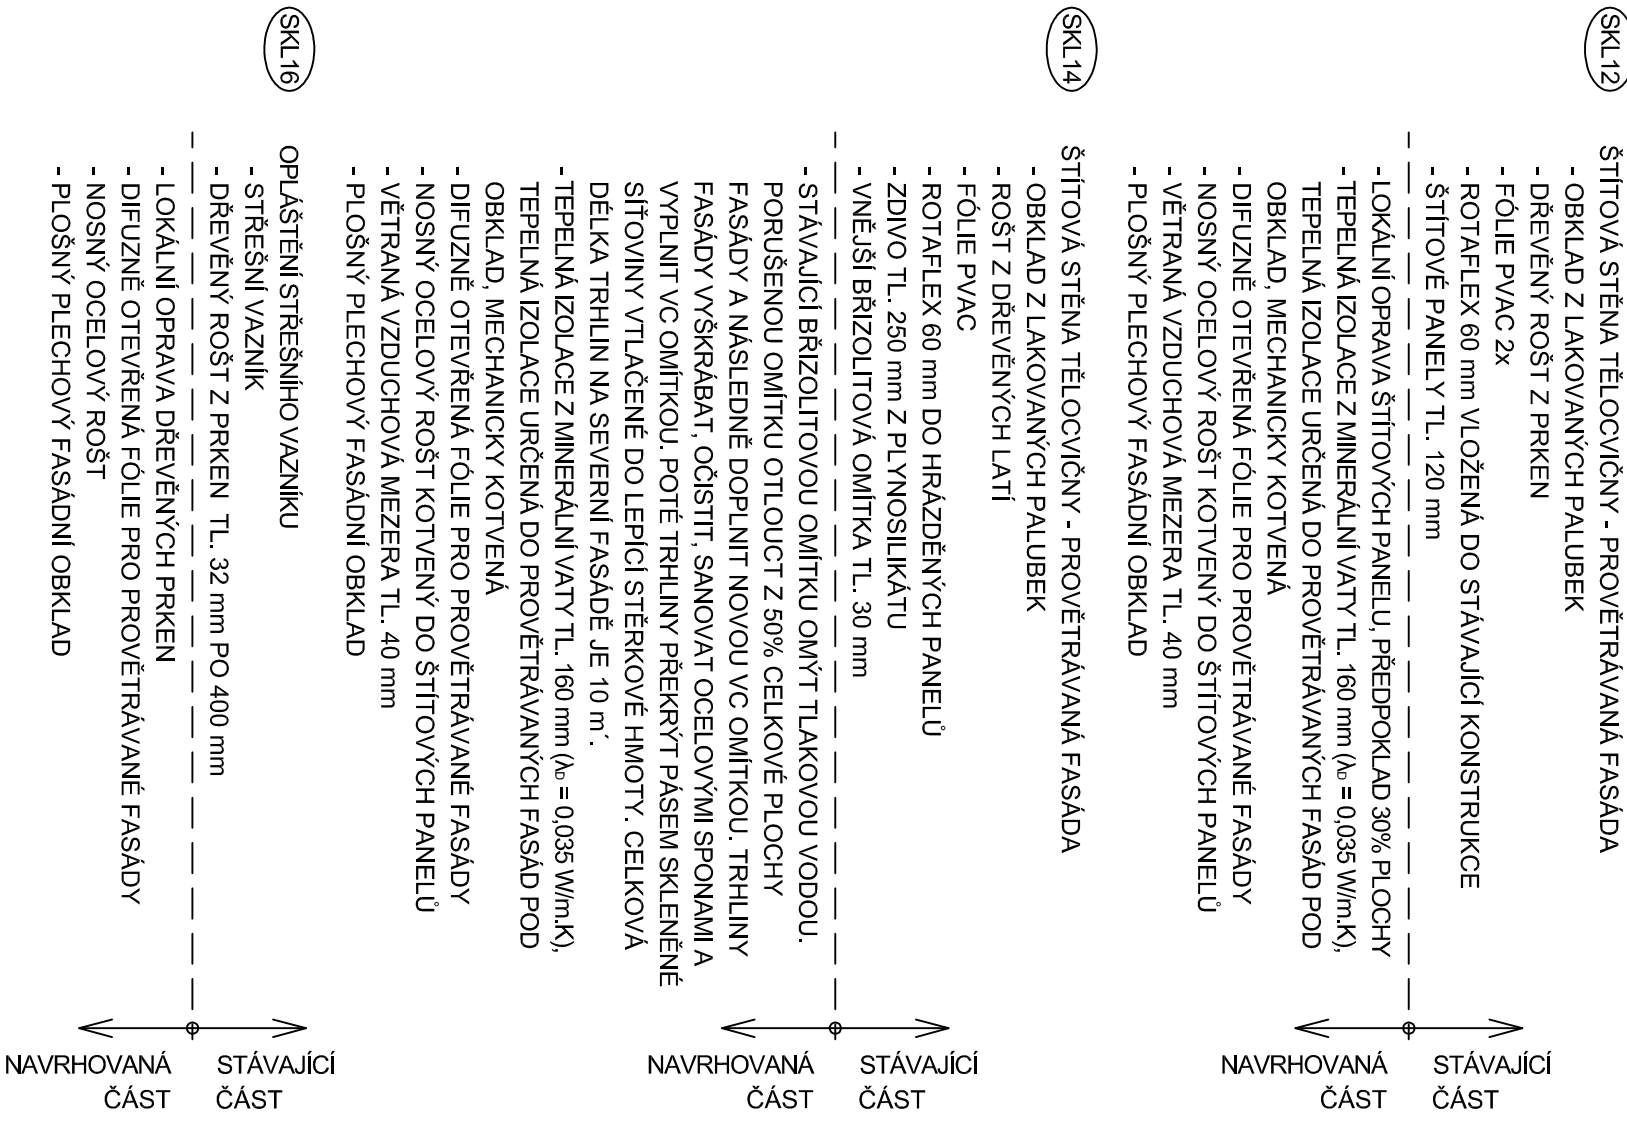 SKL12
ŠTÍTOVÁ STĚNA TĚLOCVIČNY - PROVĚTRÁVANÁ FASÁDA
- OBKLAD Z LAKOVANÝCH PALUBEK
- DŘEVĚNÝ ROŠT Z PRKEN
- FÓLIE PVAC 2x
- ROTAFLEX 60 mm VLOŽENÁ DO STÁVAJÍCÍ KONSTRUKCE
- ŠTÍTOVÉ PANELY TL. 120 mm
STÁVAJÍCÍ
ČÁST
NAVRHOVANÁ
ČÁST
- LOKÁLNÍ OPRAVA ŠTÍTOVÝCH PANELU, PŘEDPOKLAD 30% PLOCHY
- TEPELNÁ IZOLACE Z MINERÁLNÍ VATY TL. 160 mm (λD = 0,035 W/m.K),
TEPELNÁ IZOLACE URČENÁ DO PROVĚTRÁVANÝCH FASÁD POD
OBKLAD, MECHANICKY KOTVENÁ
- DIFUZNĚ OTEVŘENÁ FÓLIE PRO PROVĚTRÁVANÉ FASÁDY
- NOSNÝ OCELOVÝ ROŠT KOTVENÝ DO ŠTÍTOVÝCH PANELŮ
- VĚTRANÁ VZDUCHOVÁ MEZERA TL. 40 mm
- PLOŠNÝ PLECHOVÝ FASÁDNÍ OBKLAD
SKL14
ŠTÍTOVÁ STĚNA TĚLOCVIČNY - PROVĚTRÁVANÁ FASÁDA
- OBKLAD Z LAKOVANÝCH PALUBEK
- ROŠT Z DŘEVĚNÝCH LATÍ
- FÓLIE PVAC
- ROTAFLEX 60 mm DO HRÁZDĚNÝCH PANELŮ
- ZDIVO TL. 250 mm Z PLYNOSILIKÁTU
- VNĚJŠÍ BŘIZOLITOVÁ OMÍTKA TL. 30 mm
STÁVAJÍCÍ
ČÁST
NAVRHOVANÁ
ČÁST
- STÁVAJÍCÍ BŘIZOLITOVOU OMÍTKU OMÝT TLAKOVOU VODOU.
PORUŠENOU OMÍTKU OTLOUCT Z 50% CELKOVÉ PLOCHY
FASÁDY A NÁSLEDNĚ DOPLNIT NOVOU VC OMÍTKOU. TRHLINY
FASÁDY VYŠKRÁBAT, OČISTIT, SANOVAT OCELOVÝMI SPONAMI A
VYPLNIT VC OMÍTKOU. POTÉ TRHLINY PŘEKRÝT PÁSEM SKLENĚNÉ
SÍŤOVINY VTLAČENÉ DO LEPÍCÍ STĚRKOVÉ HMOTY. CELKOVÁ
DÉLKA TRHLIN NA SEVERNÍ FASÁDĚ JE 10 m´.
- TEPELNÁ IZOLACE Z MINERÁLNÍ VATY TL. 160 mm (λD = 0,035 W/m.K),
TEPELNÁ IZOLACE URČENÁ DO PROVĚTRÁVANÝCH FASÁD POD
OBKLAD, MECHANICKY KOTVENÁ
- DIFUZNĚ OTEVŘENÁ FÓLIE PRO PROVĚTRÁVANÉ FASÁDY
- NOSNÝ OCELOVÝ ROŠT KOTVENÝ DO ŠTÍTOVÝCH PANELŮ
- VĚTRANÁ VZDUCHOVÁ MEZERA TL. 40 mm
- PLOŠNÝ PLECHOVÝ FASÁDNÍ OBKLAD
SKL16
OPLÁŠTĚNÍ STŘEŠNÍHO VAZNÍKU
- STŘEŠNÍ VAZNÍK
- DŘEVĚNÝ ROŠT Z PRKEN TL. 32 mm PO 400 mm
STÁVAJÍCÍ
ČÁST
NAVRHOVANÁ
ČÁST
- LOKÁLNÍ OPRAVA DŘEVĚNÝCH PRKEN
- DIFUZNĚ OTEVŘENÁ FÓLIE PRO PROVĚTRÁVANÉ FASÁDY
- NOSNÝ OCELOVÝ ROŠT
- PLOŠNÝ PLECHOVÝ FASÁDNÍ OBKLAD